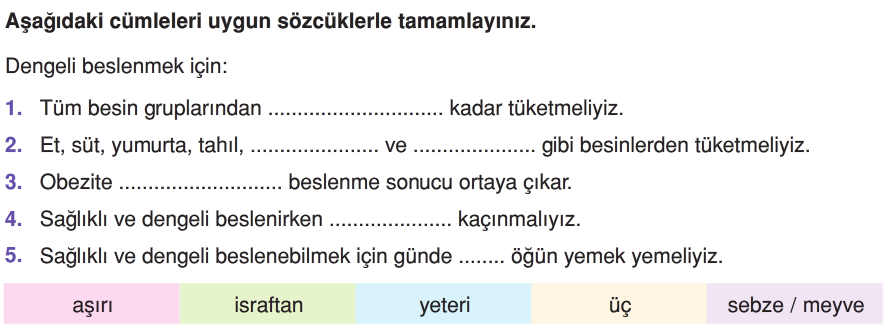 Aşağıdaki cümleleri uygun sözcüklerle tamamlayınız.
Dengeli beslenmek için:
1. Tüm besin gruplarından .............................. kadar tüketmeliyiz.
2. Et, süt, yumurta, tahıl, ...................... ve ..................... gibi besinlerden tüketmeliyiz.
3. Obezite ............................ beslenme sonucu ortaya çıkar.
4. Sağlıklı ve dengeli beslenirken ..................... kaçınmalıyız.
5. Sağlıklı ve dengeli beslenebilmek için günde ........ öğün yemek yemeliyiz.
aşırı israftan yeteri üç sebze / meyve